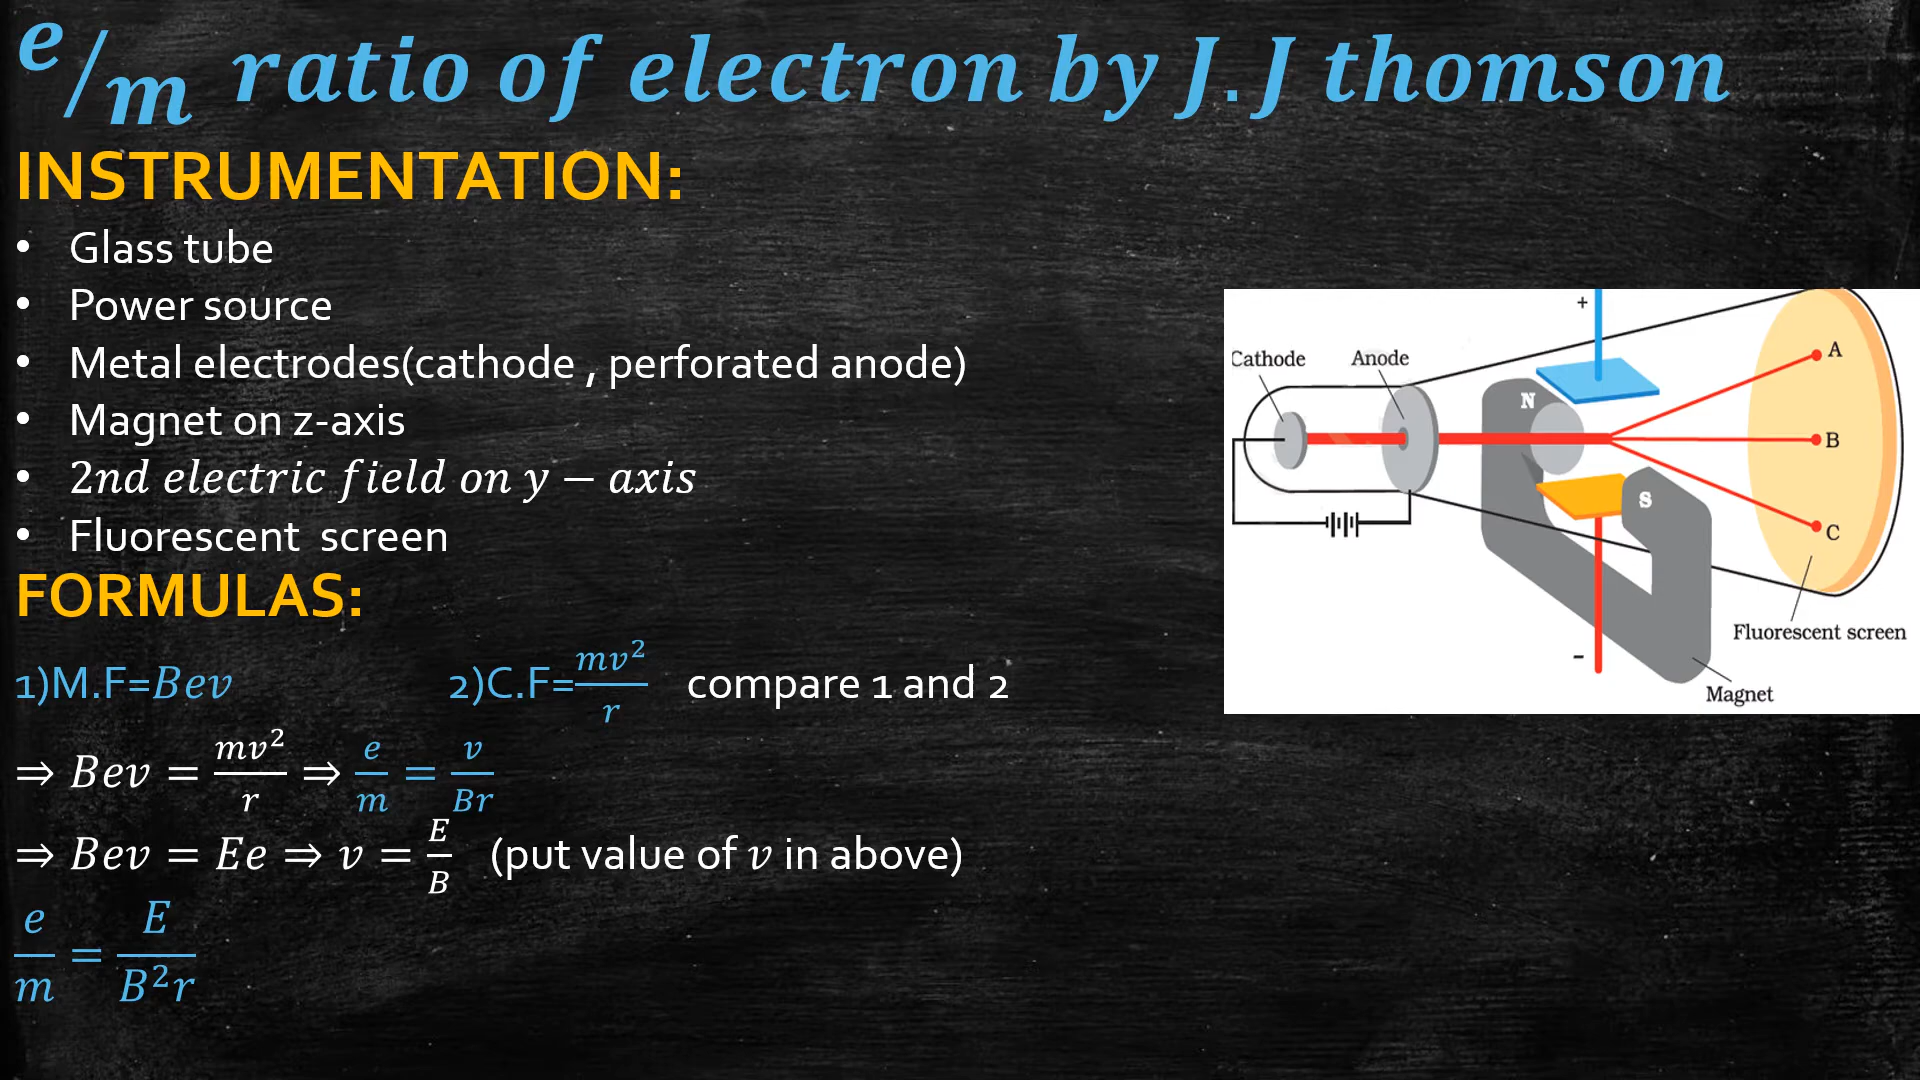 e/m ratio of electron by J.J thomson
INSTRUMENTATION:
• Glass tube
• Power source
• Metal electrodes(cathode , perforated anode)
• Magnet on z-axis
• 2nd electric field on y − axis
• Fluorescent screen
FORMULAS:
1)M.F=Bev 2)C.F=mv²/r compare 1 and 2
⇒ Bev = mv²/r ⇒ e/m = v/Br
⇒ Bev = Ee ⇒ v = E/B (put value of v in above)
e/m = E/B²r
+
Cathode Anode
A
N
B
S
C
Fluorescent screen
−
Magnet